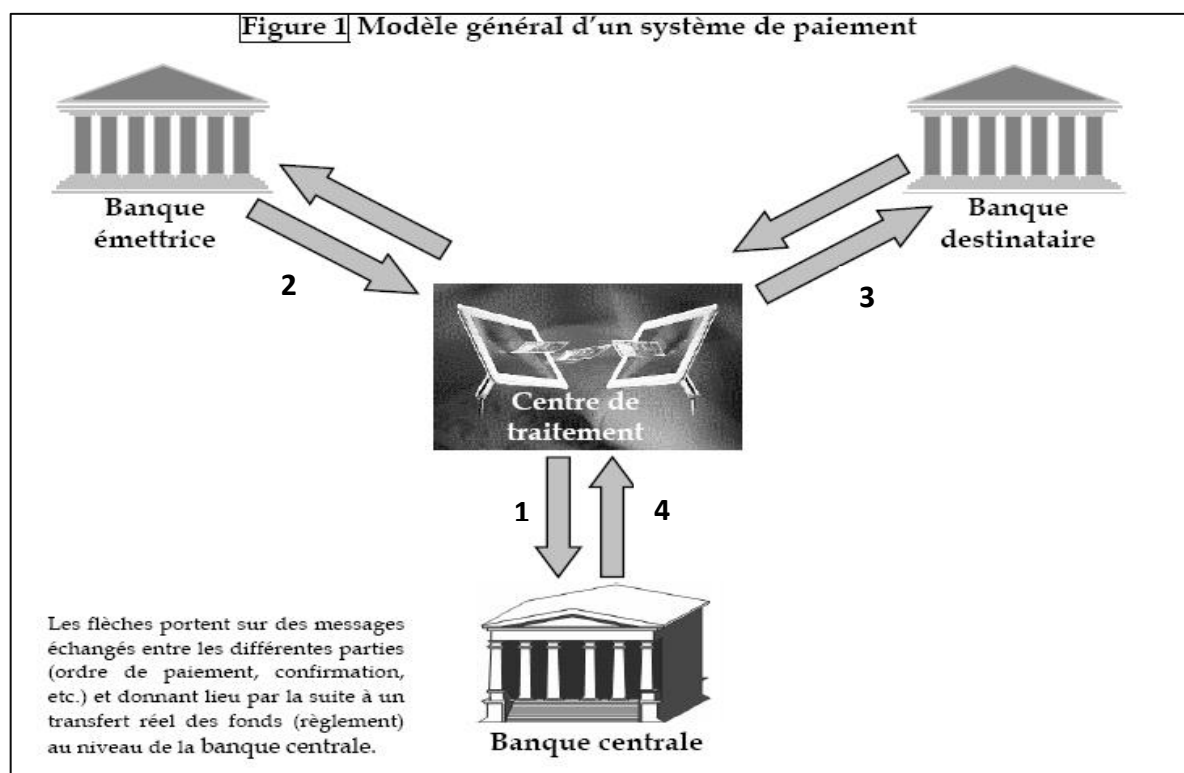 Figure 1 Modèle général d'un système de paiement
Banque
émettrice
Banque
destinataire
2
3
Centre de
traitement
1
4
Les flèches portent sur des messages
échangés entre les différentes parties
(ordre de paiement, confirmation,
etc.) et donnant lieu par la suite à un
transfert réel des fonds (règlement)
au niveau de la banque centrale.
Banque centrale